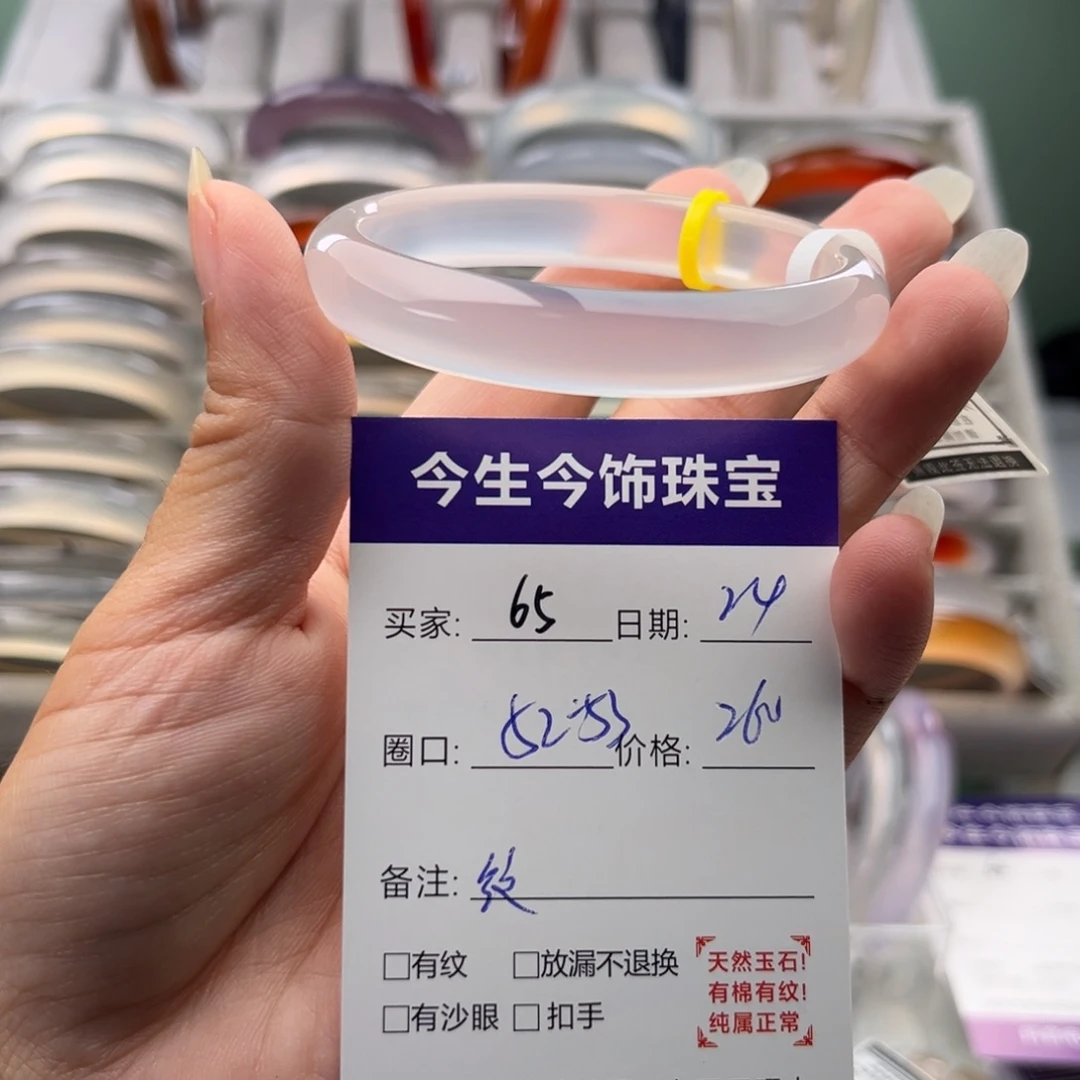 今生今饰珠宝
买家: 65 日期: 24
圈口: 52-53 价格: 260
备注: 纹
□有纹 □放漏不退换
□有沙眼 □扣手
天然玉石!
有棉有纹!
纯属正常